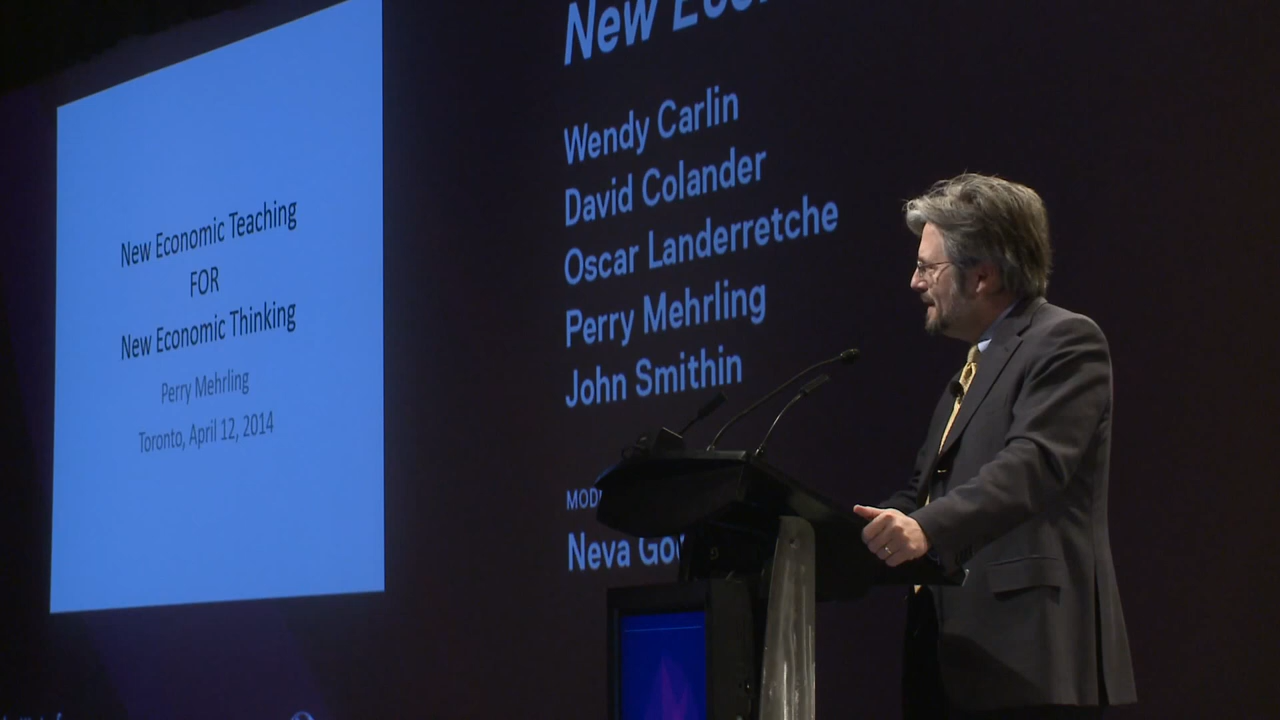 New Economic Teaching
FOR
New Economic Thinking
Perry Mehrling
Toronto, April 12, 2014
New
Wendy Carlin
David Colander
Oscar Landerretche
Perry Mehrling
John Smithin
Neva